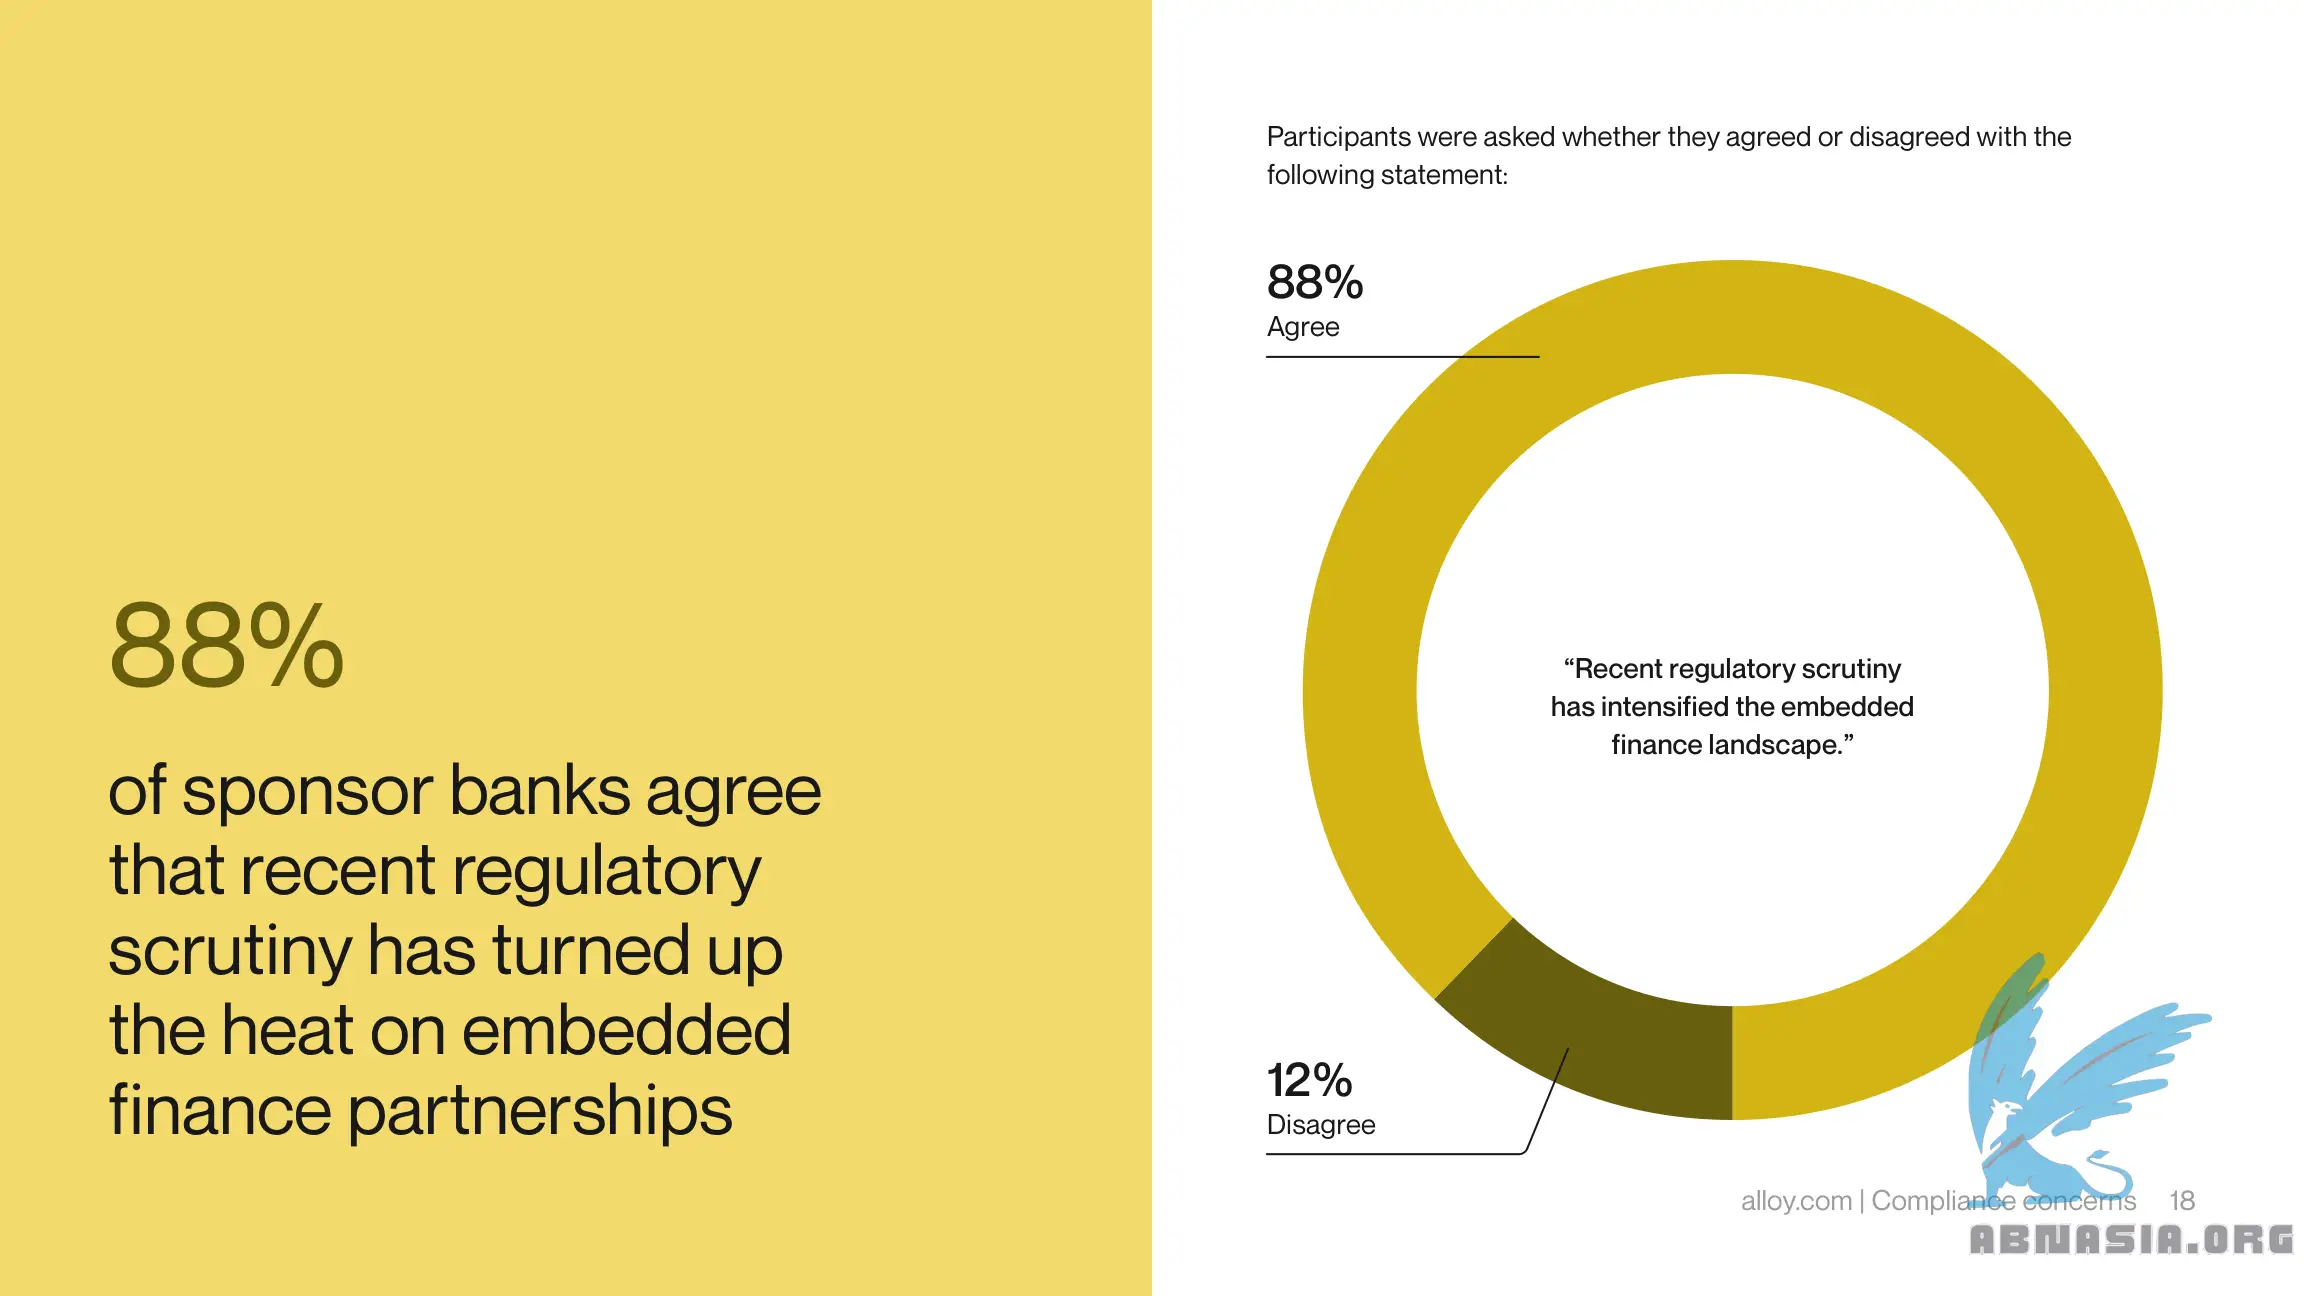 88%
of sponsor banks agree
that recent regulatory
scrutiny has turned up
the heat on embedded
finance partnerships
Participants were asked whether they agreed or disagreed with the
following statement:
88%
Agree
“Recent regulatory scrutiny
has intensified the embedded
finance landscape.”
12%
Disagree
alloy.com | Compliance concerns 18
ABNASIA.ORG